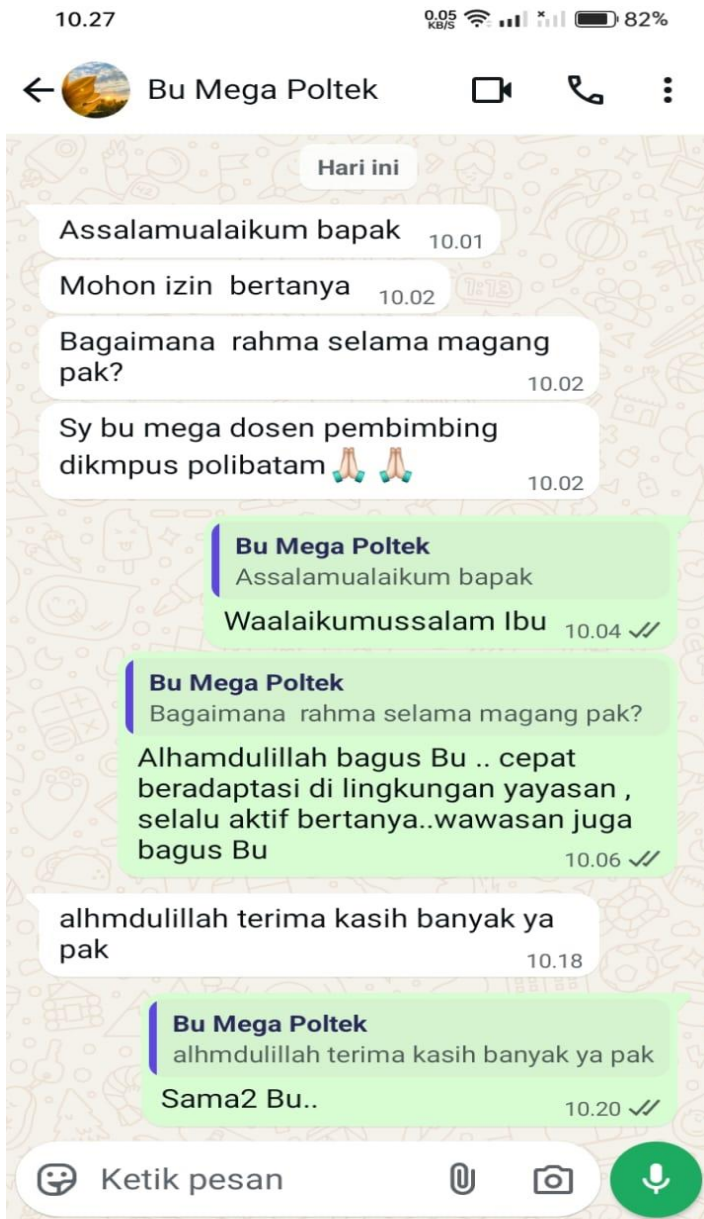 10.27
0.05 KB/S
82%
Bu Mega Poltek
Hari ini
Assalamualaikum bapak 10.01
Mohon izin bertanya 10.02
Bagaimana rahma selama magang
pak? 10.02
Sy bu mega dosen pembimbing
dikmpus polibatam 🙏🏻 🙏🏻 10.02
Bu Mega Poltek
Assalamualaikum bapak
Waalaikumussalam Ibu 10.04
Bu Mega Poltek
Bagaimana rahma selama magang pak?
Alhamdulillah bagus Bu .. cepat
beradaptasi di lingkungan yayasan ,
selalu aktif bertanya..wawasan juga
bagus Bu 10.06
alhmdulillah terima kasih banyak ya
pak 10.18
Bu Mega Poltek
alhmdulillah terima kasih banyak ya pak
Sama2 Bu.. 10.20
Ketik pesan